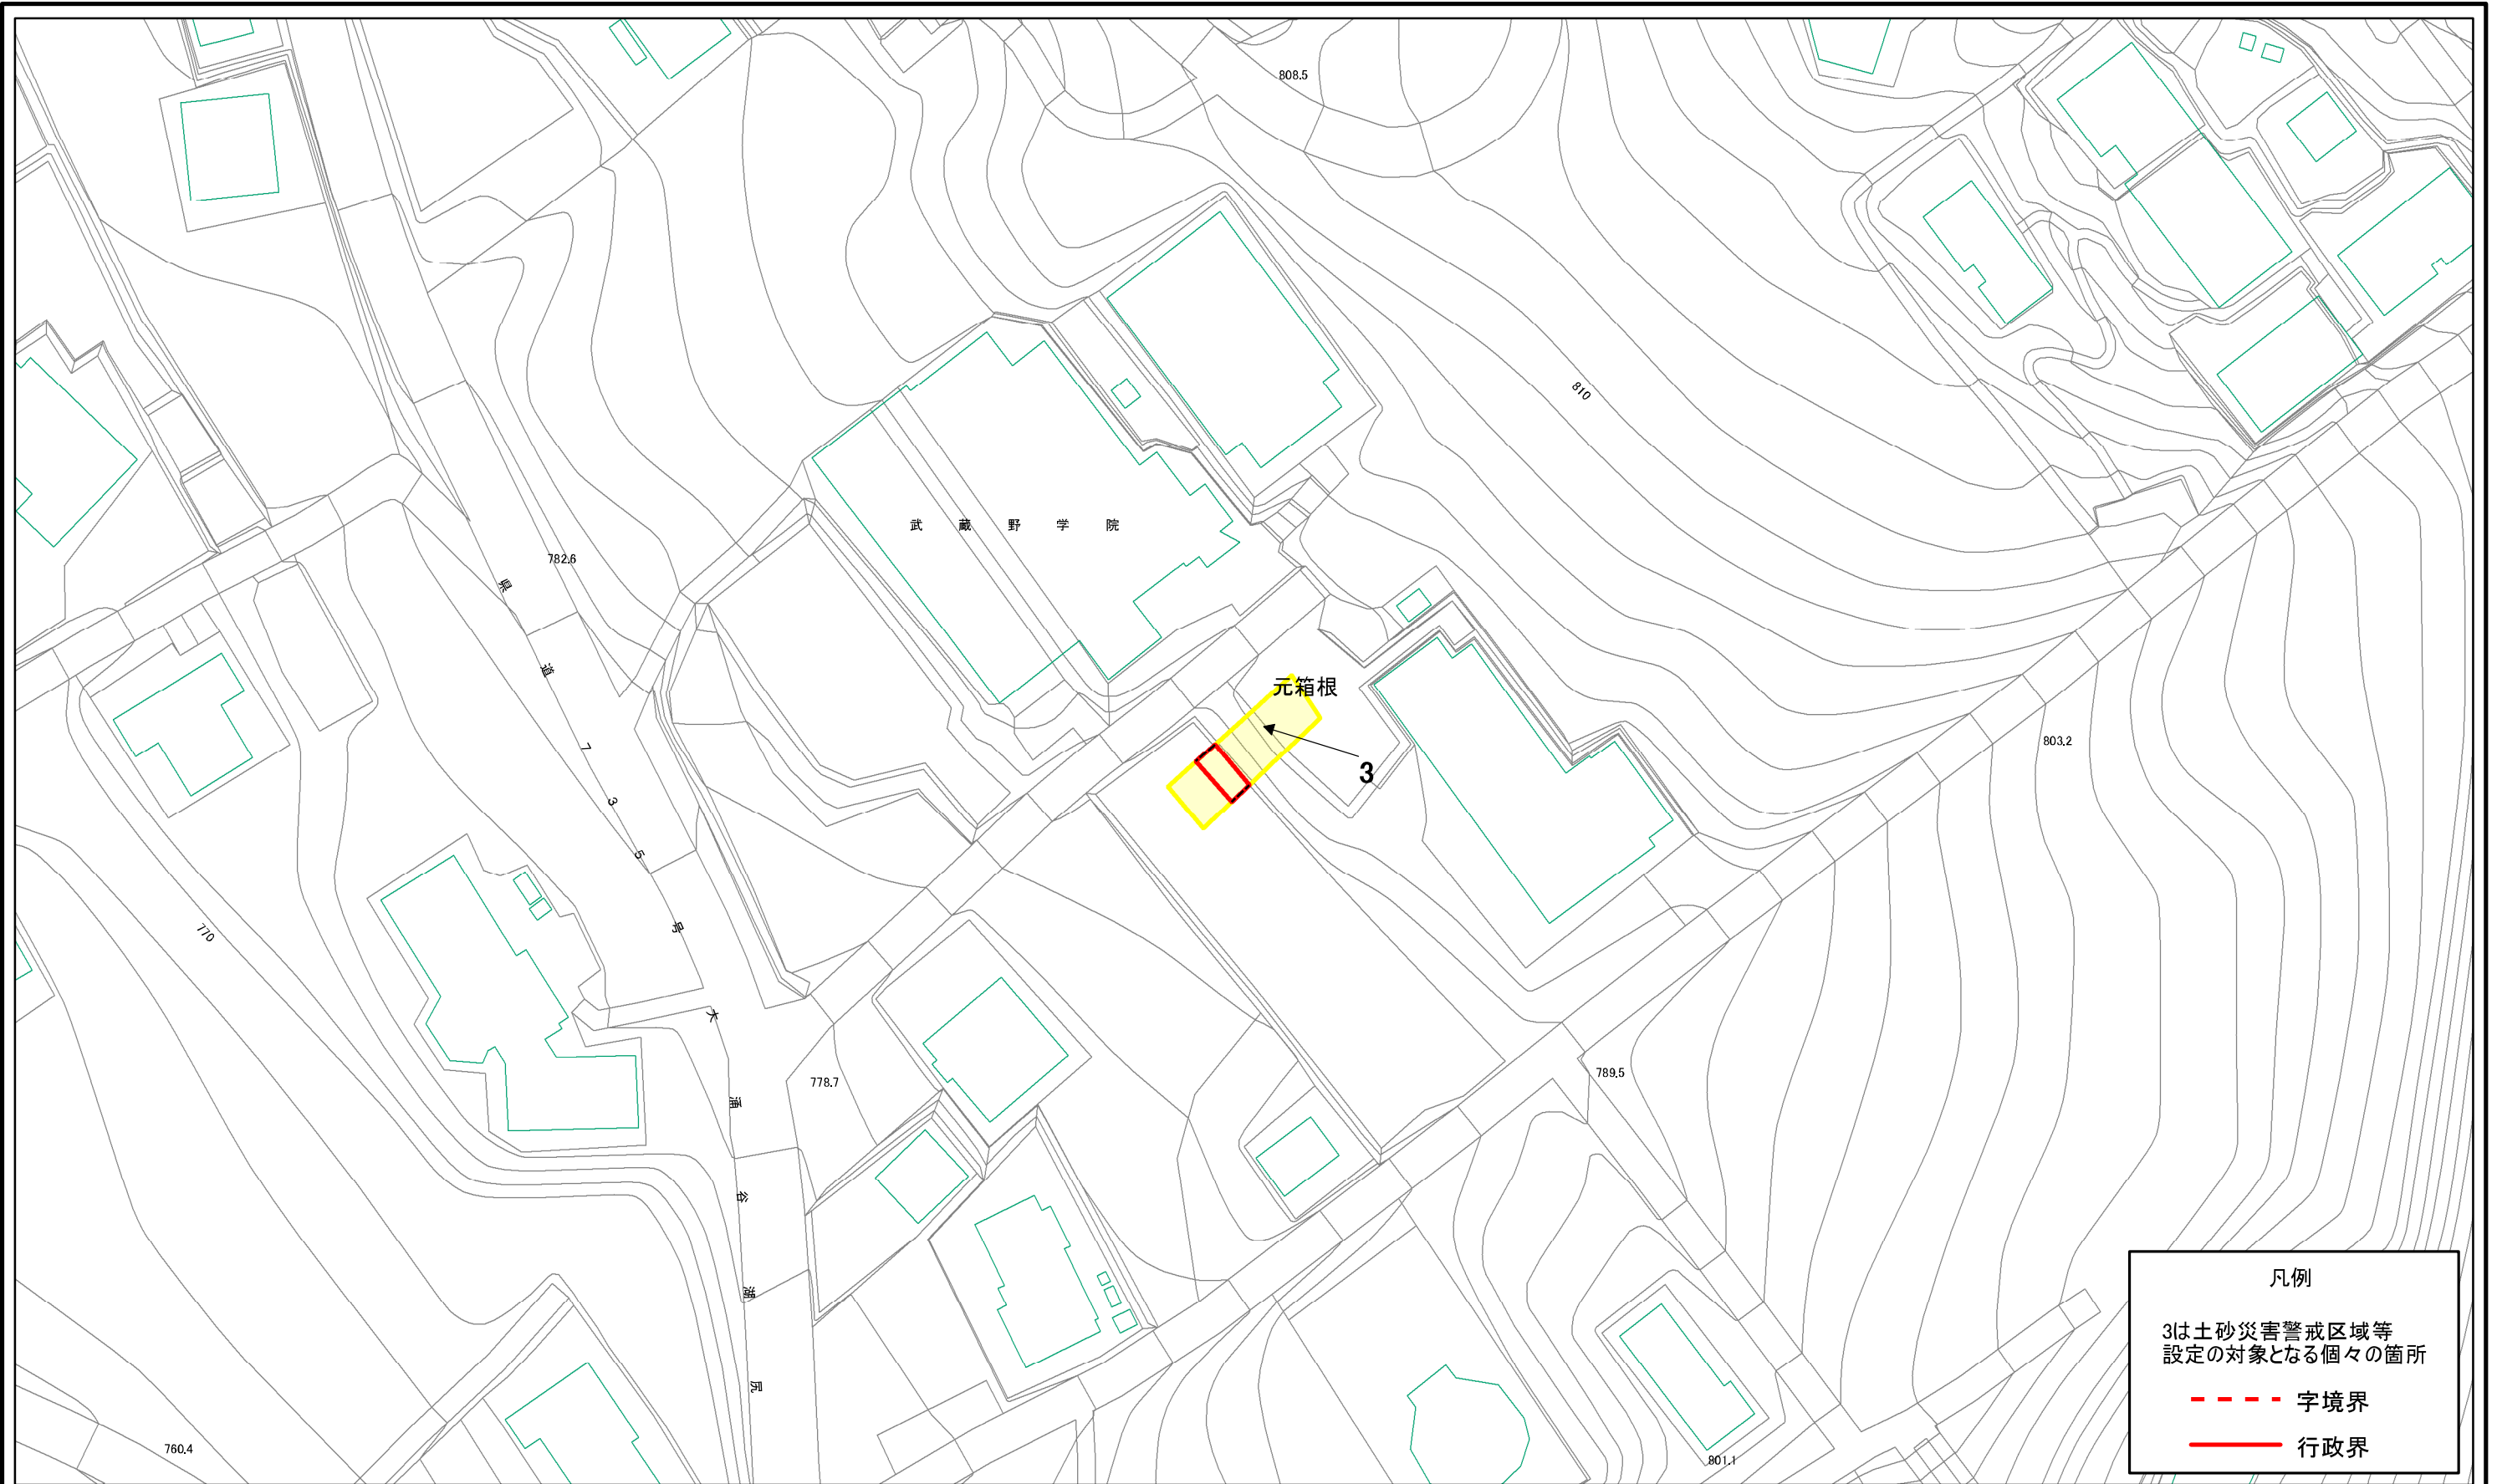 808.5
810
武蔵野学院
782.6
県道735号
元箱根
3
803.2
770
大涌谷湖尻
778.7
789.5
760.4
801.1
凡例
3は土砂災害警戒区域等
設定の対象となる個々の箇所
字境界
行政界